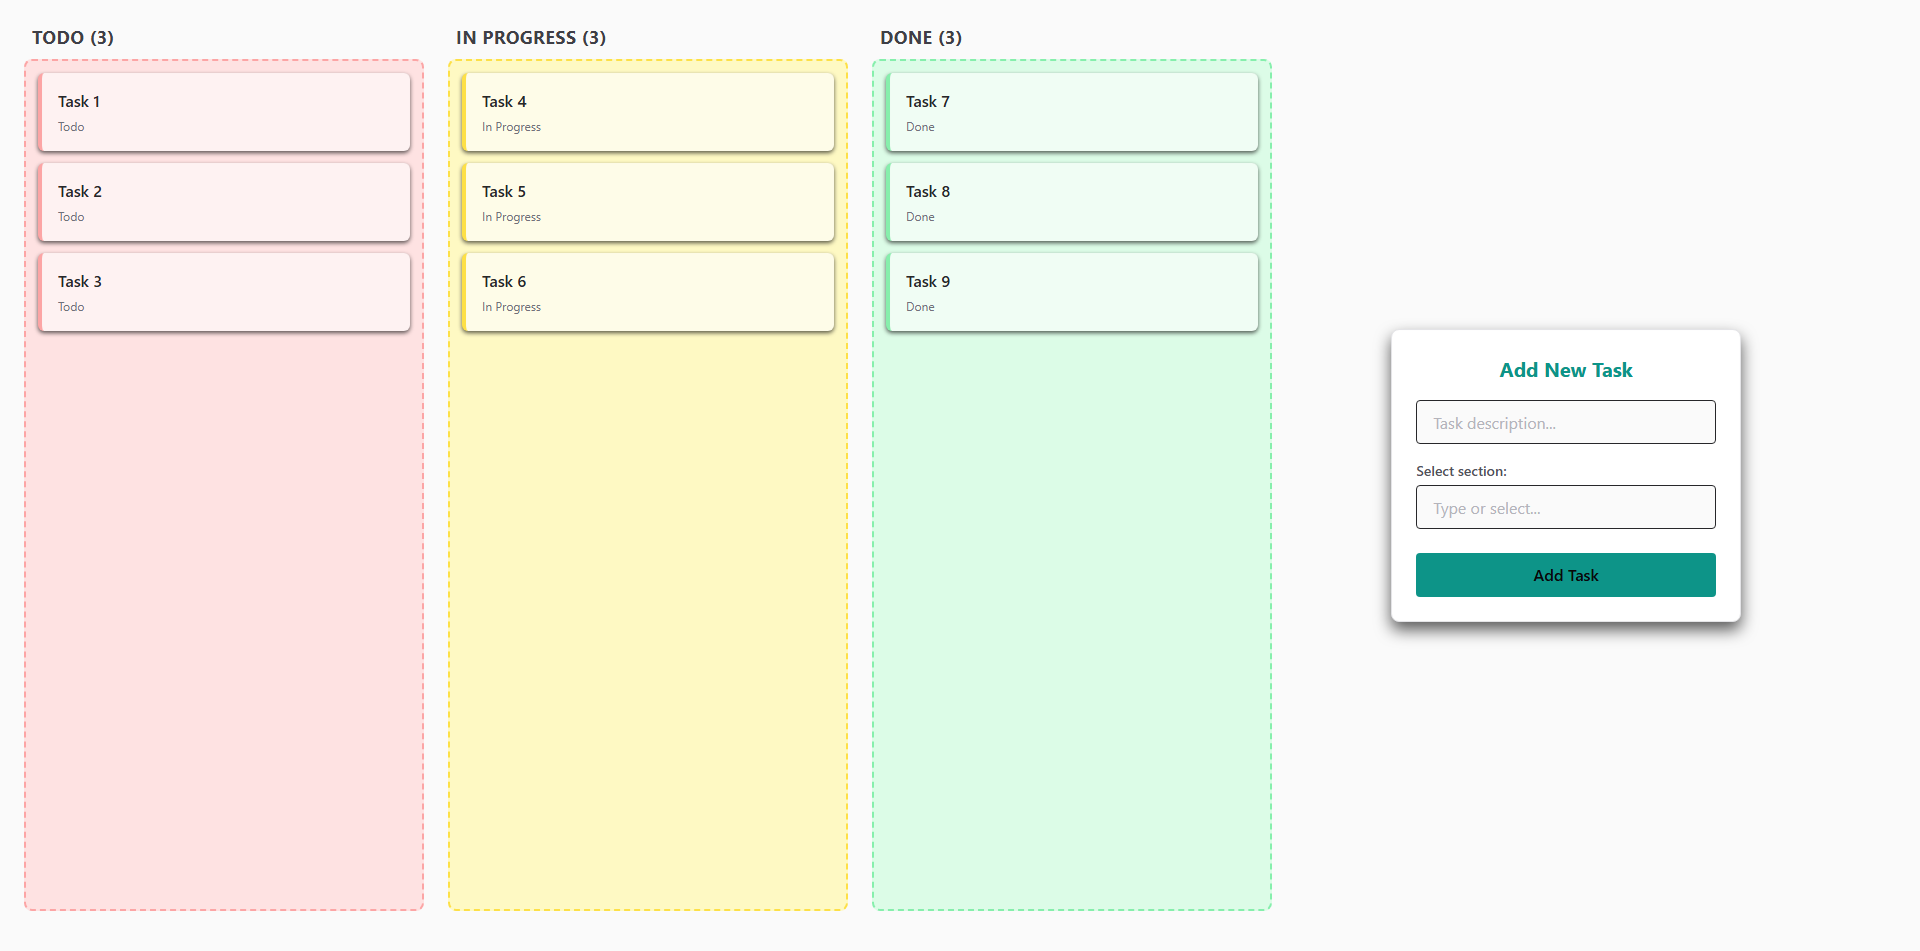 TODO (3)
Task 1
Todo
Task 2
Todo
Task 3
Todo
IN PROGRESS (3)
Task 4
In Progress
Task 5
In Progress
Task 6
In Progress
DONE (3)
Task 7
Done
Task 8
Done
Task 9
Done
Add New Task
Task description...
Select section:
Type or select...
Add Task